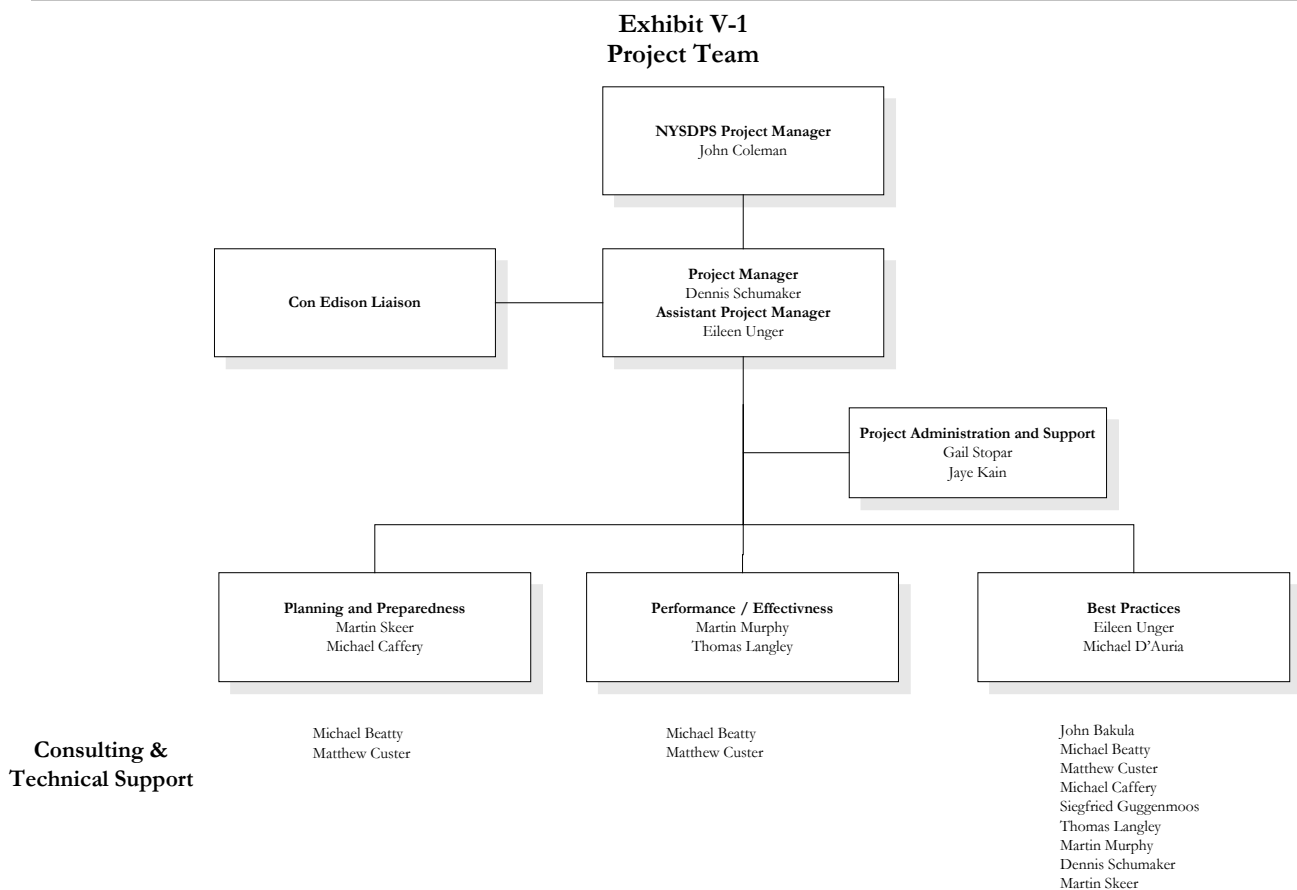 Exhibit V-1
Project Team
NYSDPS Project Manager
John Coleman
Con Edison Liaison
Project Manager
Dennis Schumaker
Assistant Project Manager
Eileen Unger
Project Administration and Support
Gail Stopar
Jaye Kain
Planning and Preparedness
Martin Skeer
Michael Caffery
Performance / Effectivness
Martin Murphy
Thomas Langley
Best Practices
Eileen Unger
Michael D'Auria
Consulting &
Technical Support
Michael Beatty
Matthew Custer
Michael Beatty
Matthew Custer
John Bakula
Michael Beatty
Matthew Custer
Michael Caffery
Siegfried Guggenmoos
Thomas Langley
Martin Murphy
Dennis Schumaker
Martin Skeer